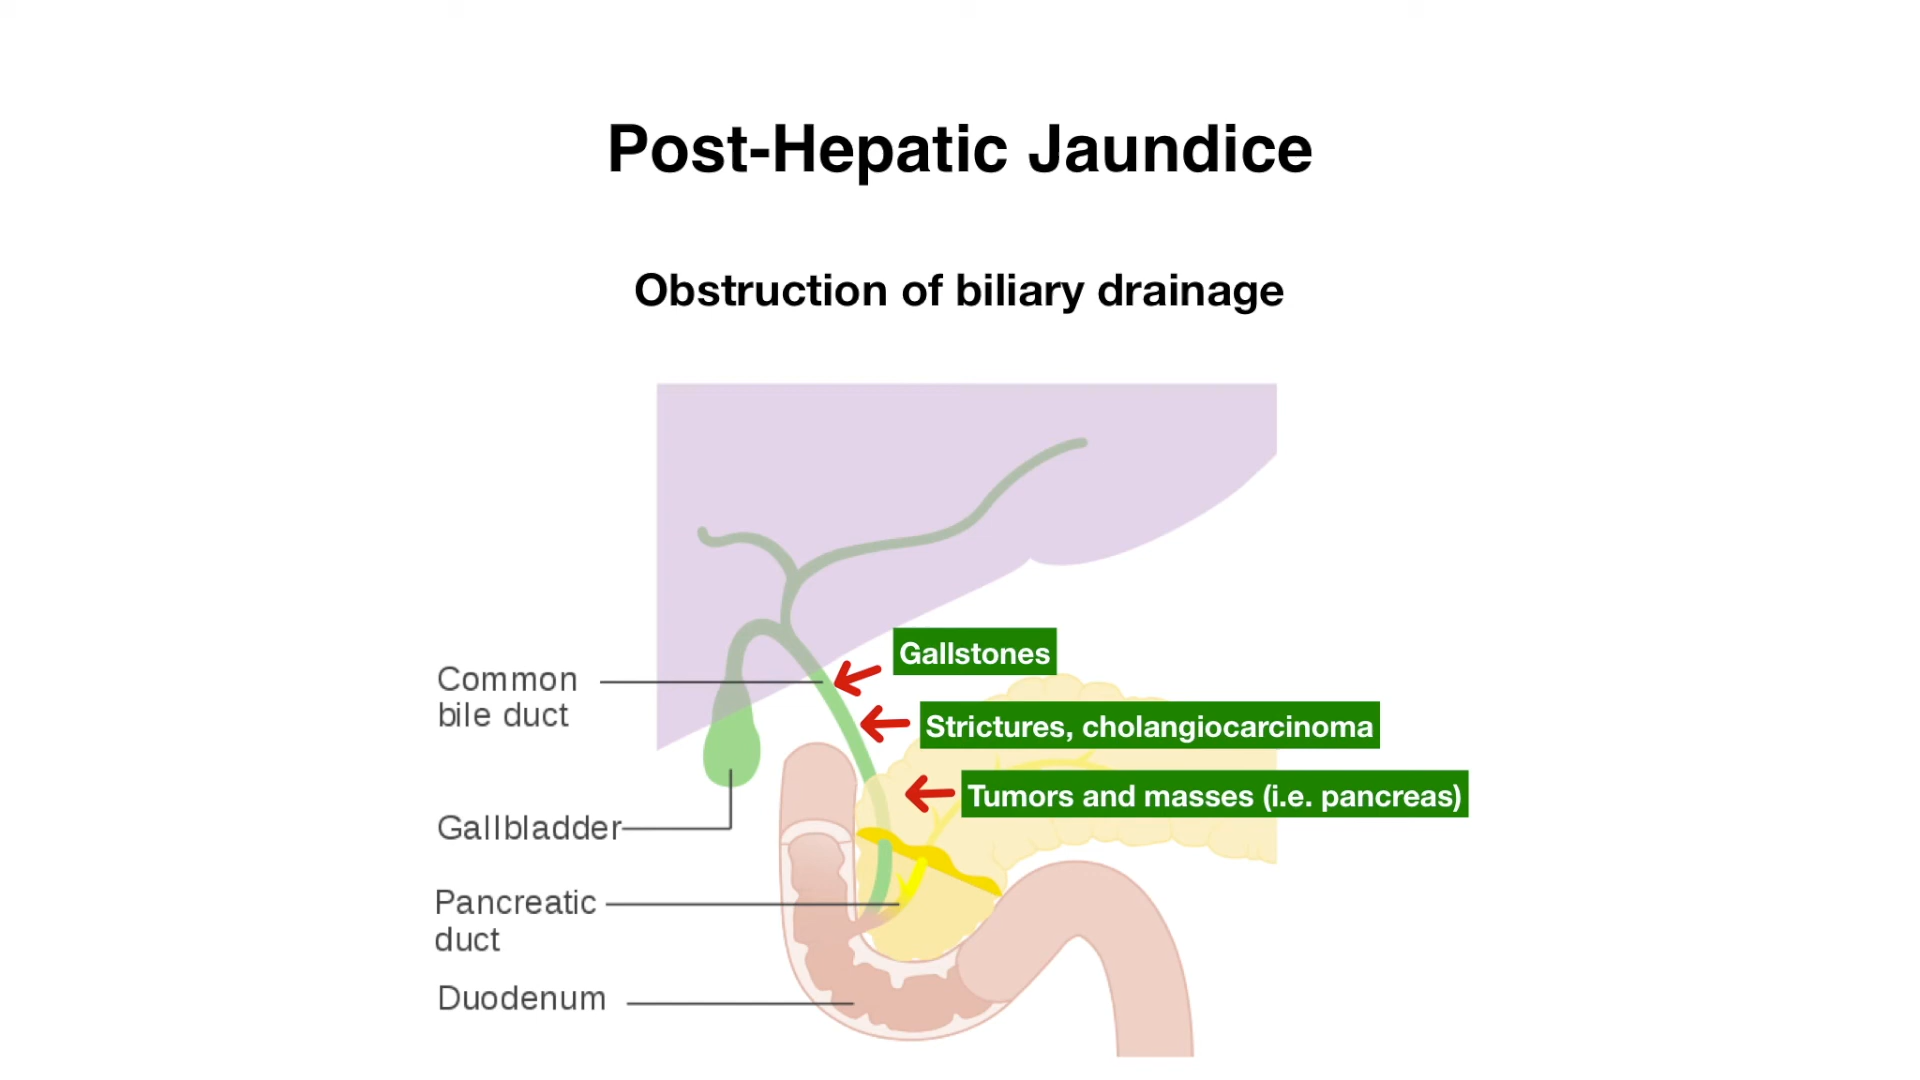 Post-Hepatic Jaundice
Obstruction of biliary drainage
Gallstones
Common
bile duct
Strictures, cholangiocarcinoma
Tumors and masses (i.e. pancreas)
Gallbladder
Pancreatic
duct
Duodenum